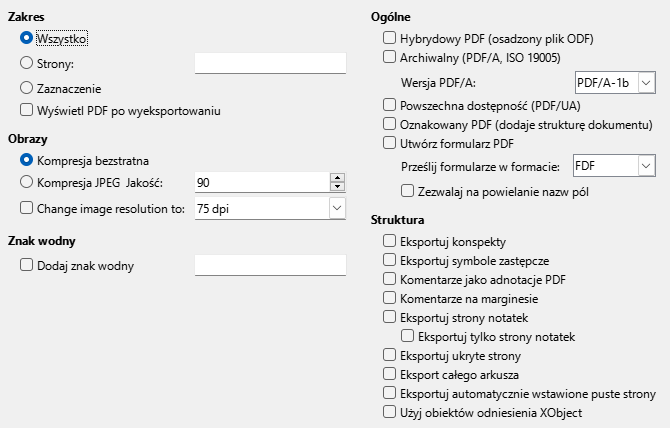 Zakres
Wszystko
Strony:
Zaznaczenie
Wyświetl PDF po wyeksportowaniu
Obrazy
Kompresja bezstratna
Kompresja JPEG Jakość: 90
Change image resolution to: 75 dpi
Znak wodny
Dodaj znak wodny
Ogólne
Hybrydowy PDF (osadzony plik ODF)
Archiwalny (PDF/A, ISO 19005)
Wersja PDF/A: PDF/A-1b
Powszechna dostępność (PDF/UA)
Oznakowany PDF (dodaje strukturę dokumentu)
Utwórz formularz PDF
Prześlij formularze w formacie: FDF
Zezwalaj na powielanie nazw pól
Struktura
Eksportuj konspekty
Eksportuj symbole zastępcze
Komentarze jako adnotacje PDF
Komentarze na marginesie
Eksportuj strony notatek
Eksportuj tylko strony notatek
Eksportuj ukryte strony
Eksport całego arkusza
Eksportuj automatycznie wstawione puste strony
Użyj obiektów odniesienia XObject